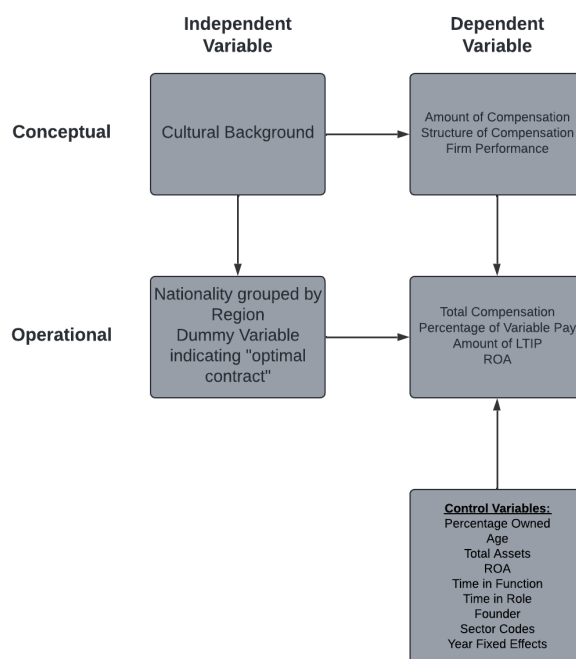 Independent
Variable
Dependent
Variable
Conceptual
Cultural Background
Amount of Compensation
Structure of Compensation
Firm Performance
Operational
Nationality grouped by
Region
Dummy Variable
indicating "optimal
contract"
Total Compensation
Percentage of Variable Pay
Amount of LTIP
ROA
Control Variables:
Percentage Owned
Age
Total Assets
ROA
Time in Function
Time in Role
Founder
Sector Codes
Year Fixed Effects